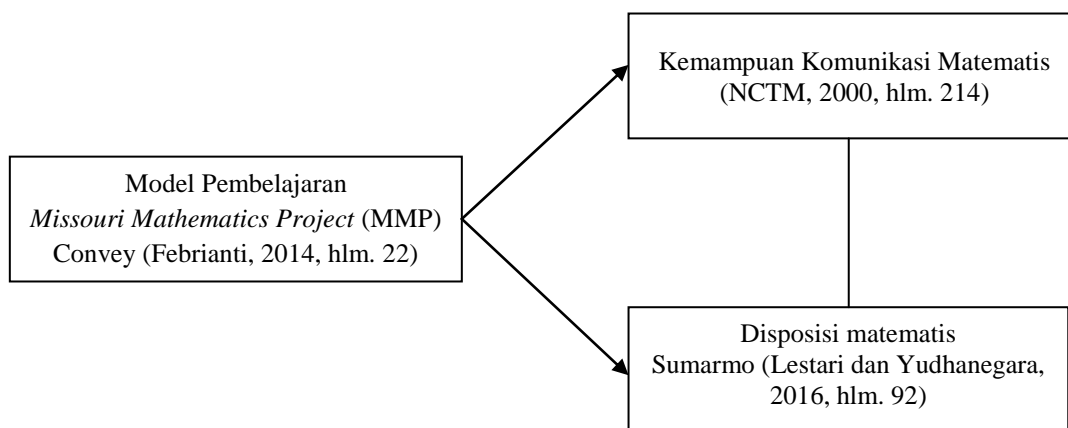 Kemampuan Komunikasi Matematis
(NCTM, 2000, hlm. 214)
Model Pembelajaran
Missouri Mathematics Project (MMP)
Convey (Febrianti, 2014, hlm. 22)
Disposisi matematis
Sumarmo (Lestari dan Yudhanegara,
2016, hlm. 92)